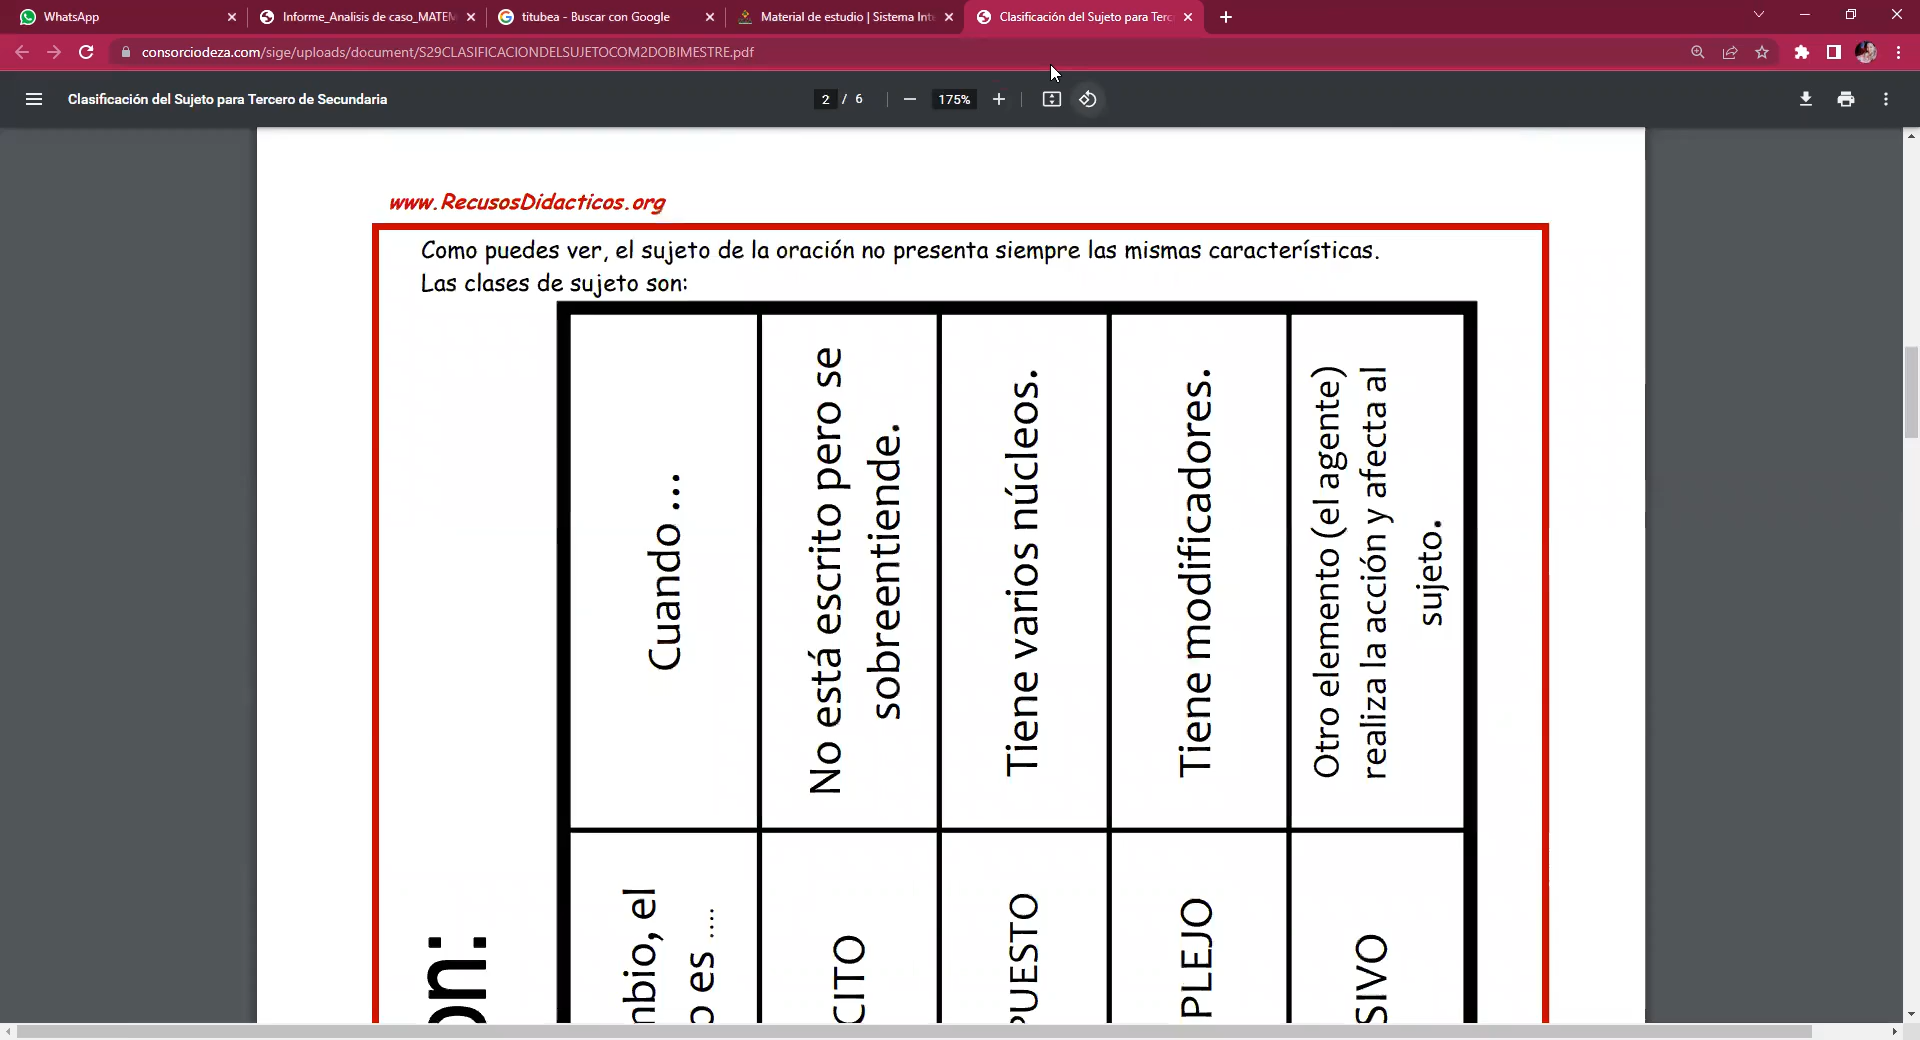 WhatsApp
Informe_Analisis de caso_MATEM
titubea - Buscar con Google
Material de estudio | Sistema Int
Clasificación del Sujeto para Terc
consorciodeza.com/sige/uploads/document/S29CLASIFICACIONDELSUJETOCOM2DOBIMESTRE.pdf
Clasificación del Sujeto para Tercero de Secundaria
2 / 6
175%
www.RecusosDidacticos.org
Como puedes ver, el sujeto de la oración no presenta siempre las mismas características.
Las clases de sujeto son:
Cuando ...
No está escrito pero se
sobreentiende.
Tiene varios núcleos.
Tiene modificadores.
Otro elemento (el agente)
realiza la acción y afecta al
sujeto.
on:
mbio, el
o es ....
CITO
PUESTO
PLEJO
SIVO